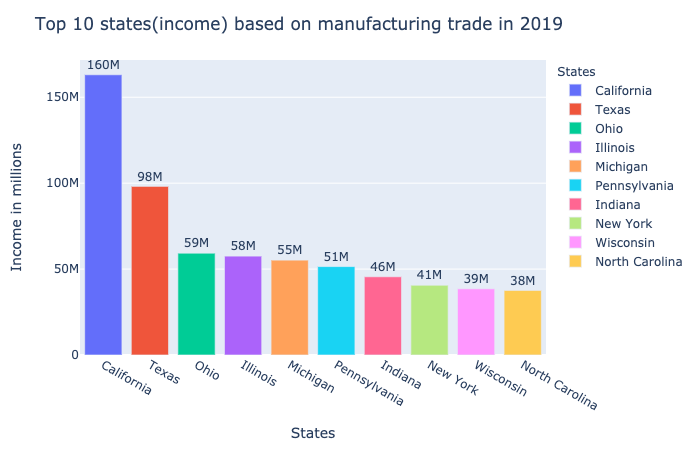 Top 10 states(income) based on manufacturing trade in 2019
States
California
Texas
Ohio
Illinois
Michigan
Pennsylvania
Indiana
New York
Wisconsin
North Carolina
Income in millions
150M
100M
50M
0
160M
98M
59M
58M
55M
51M
46M
41M
39M
38M
California
Texas
Ohio
Illinois
Michigan
Pennsylvania
Indiana
New York
Wisconsin
North Carolina
States